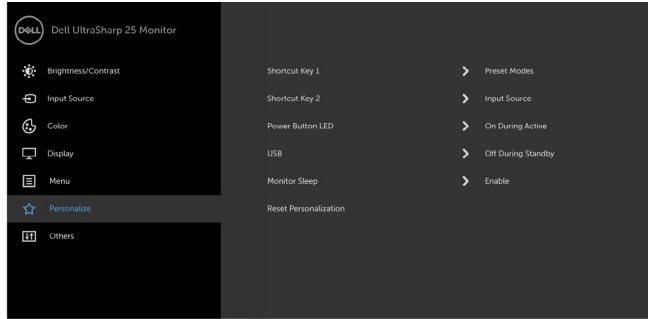 DELL Dell UltraSharp 25 Monitor
Brightness/Contrast
Shortcut Key 1 Preset Modes
Input Source
Shortcut Key 2 Input Source
Color
Power Button LED On During Active
Display
USB Off During Standby
Menu
Monitor Sleep Enable
Personalize
Reset Personalization
Others